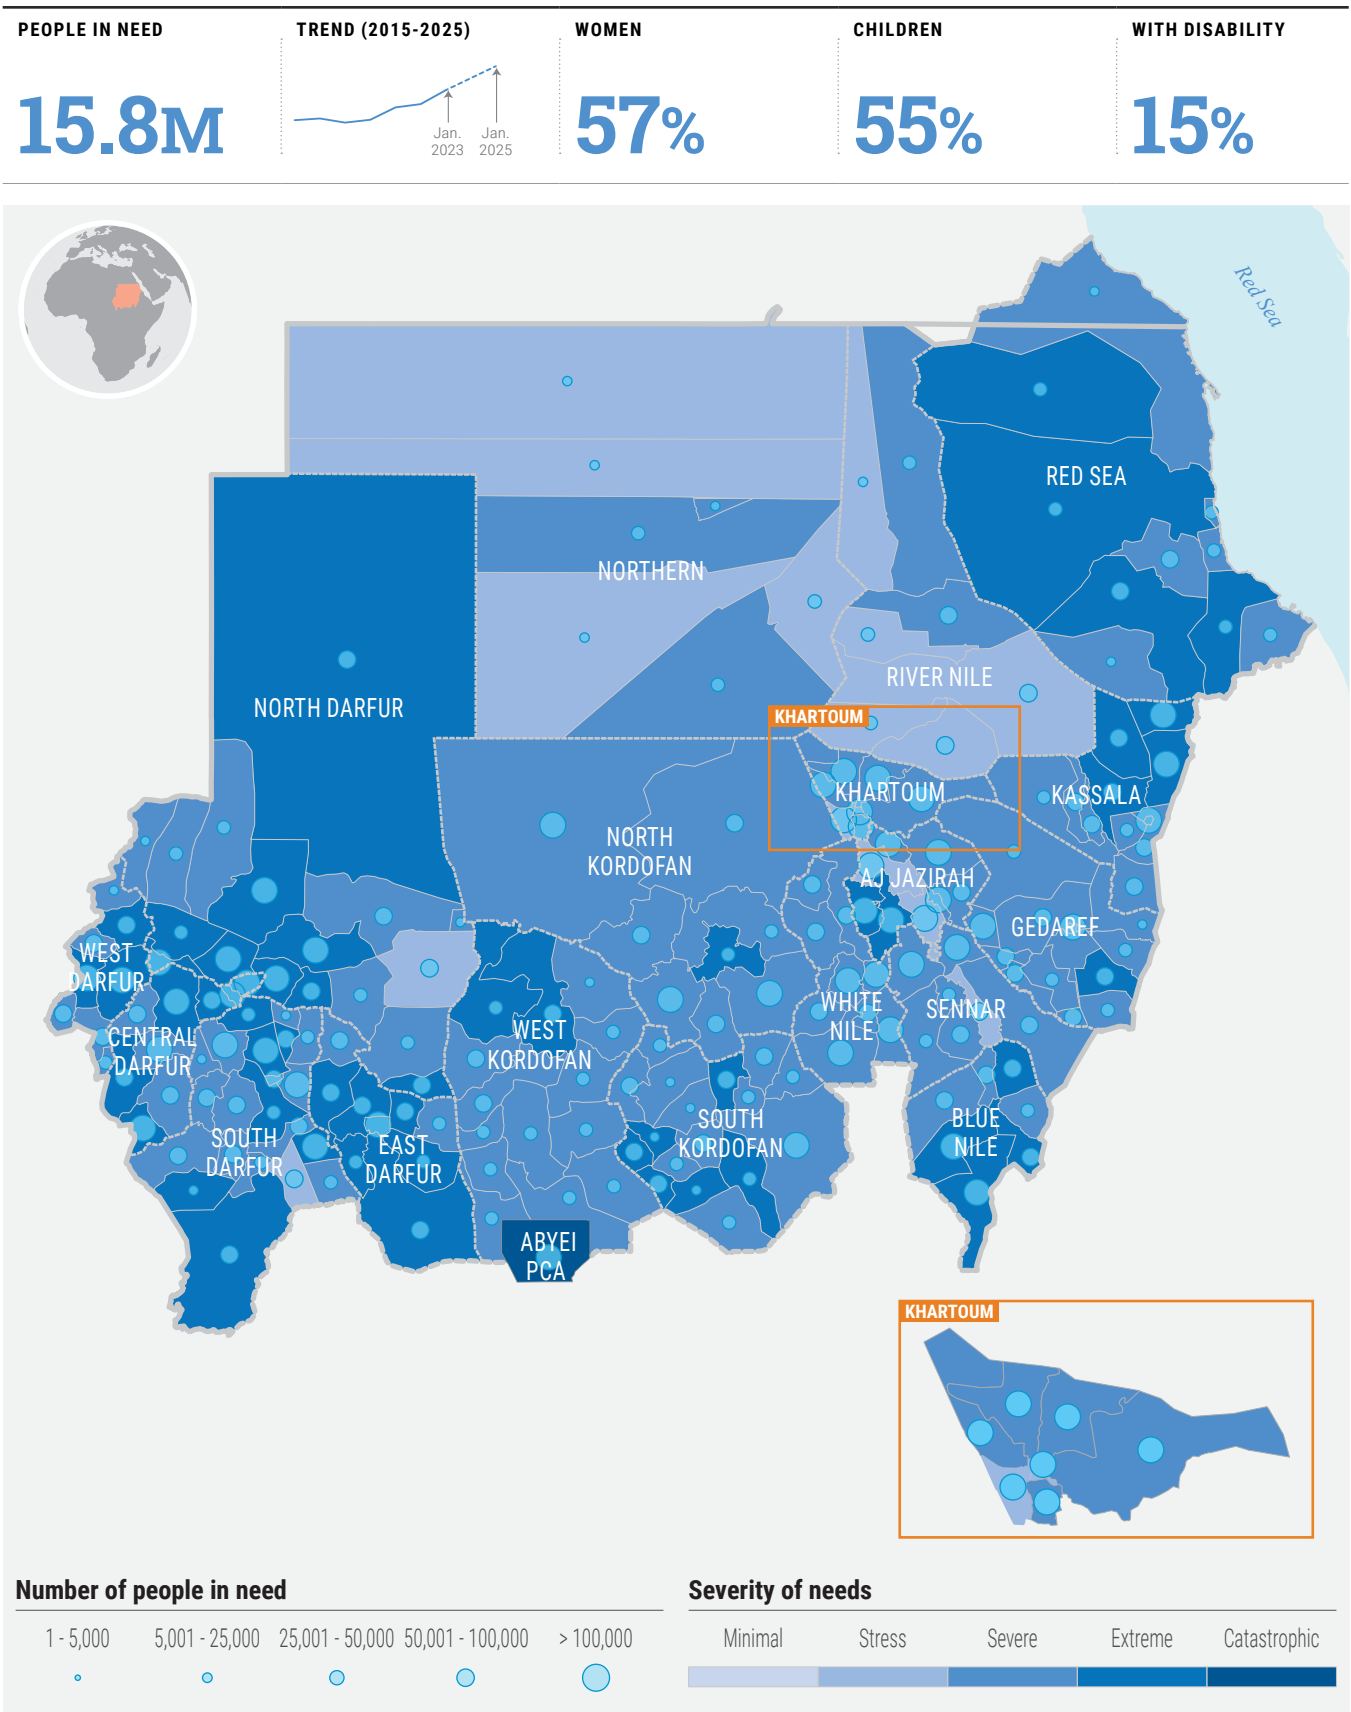 PEOPLE IN NEED
TREND (2015-2025)
WOMEN
CHILDREN
WITH DISABILITY
15.8M
Jan.
2023
Jan.
2025
57%
55%
15%
Red Sea
RED SEA
NORTHERN
RIVER NILE
NORTH DARFUR
KHARTOUM
KHARTOUM
KASSALA
NORTH
KORDOFAN
AJ JAZIRAH
GEDAREF
WEST
DARFUR
WHITE
NILE
SENNAR
CENTRAL
DARFUR
WEST
KORDOFAN
SOUTH
KORDOFAN
BLUE
NILE
SOUTH
DARFUR
EAST
DARFUR
ABYEI
PCA
KHARTOUM
Number of people in need
1 - 5,000
5,001 - 25,000
25,001 - 50,000
50,001 - 100,000
> 100,000
Severity of needs
Minimal
Stress
Severe
Extreme
Catastrophic